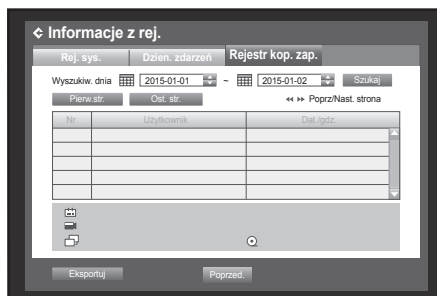 Informacje z rej.
Rej. sys. Dzien. zdarzeń Rejestr kop. zap.
Wyszukiw. dnia 2015-01-01 ~ 2015-01-02 Szukaj
Pierw.str. Ost. str. Poprz/Nast. strona
Nr Użytkownik Dat./gdz.
Eksportuj Poprzed.